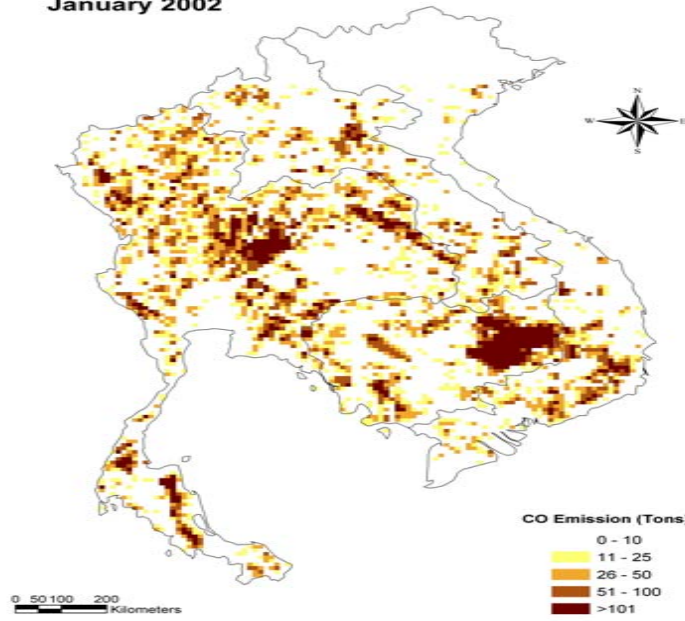 January 2002
N
W E
S
CO Emission (Tons)
0 - 10
11 - 25
26 - 50
51 - 100
>101
0 50 100 200
Kilometers